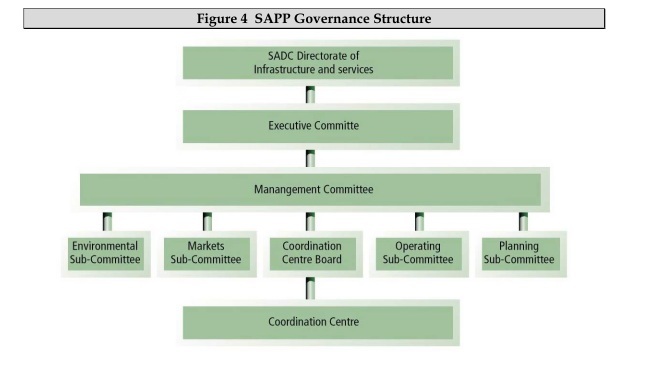 Figure 4 SAPP Governance Structure
SADC Directorate of
Infrastructure and services
Executive Committe
Manangement Committee
Environmental
Sub-Committee
Markets
Sub-Committee
Coordination
Centre Board
Operating
Sub-Committee
Planning
Sub-Committee
Coordination Centre